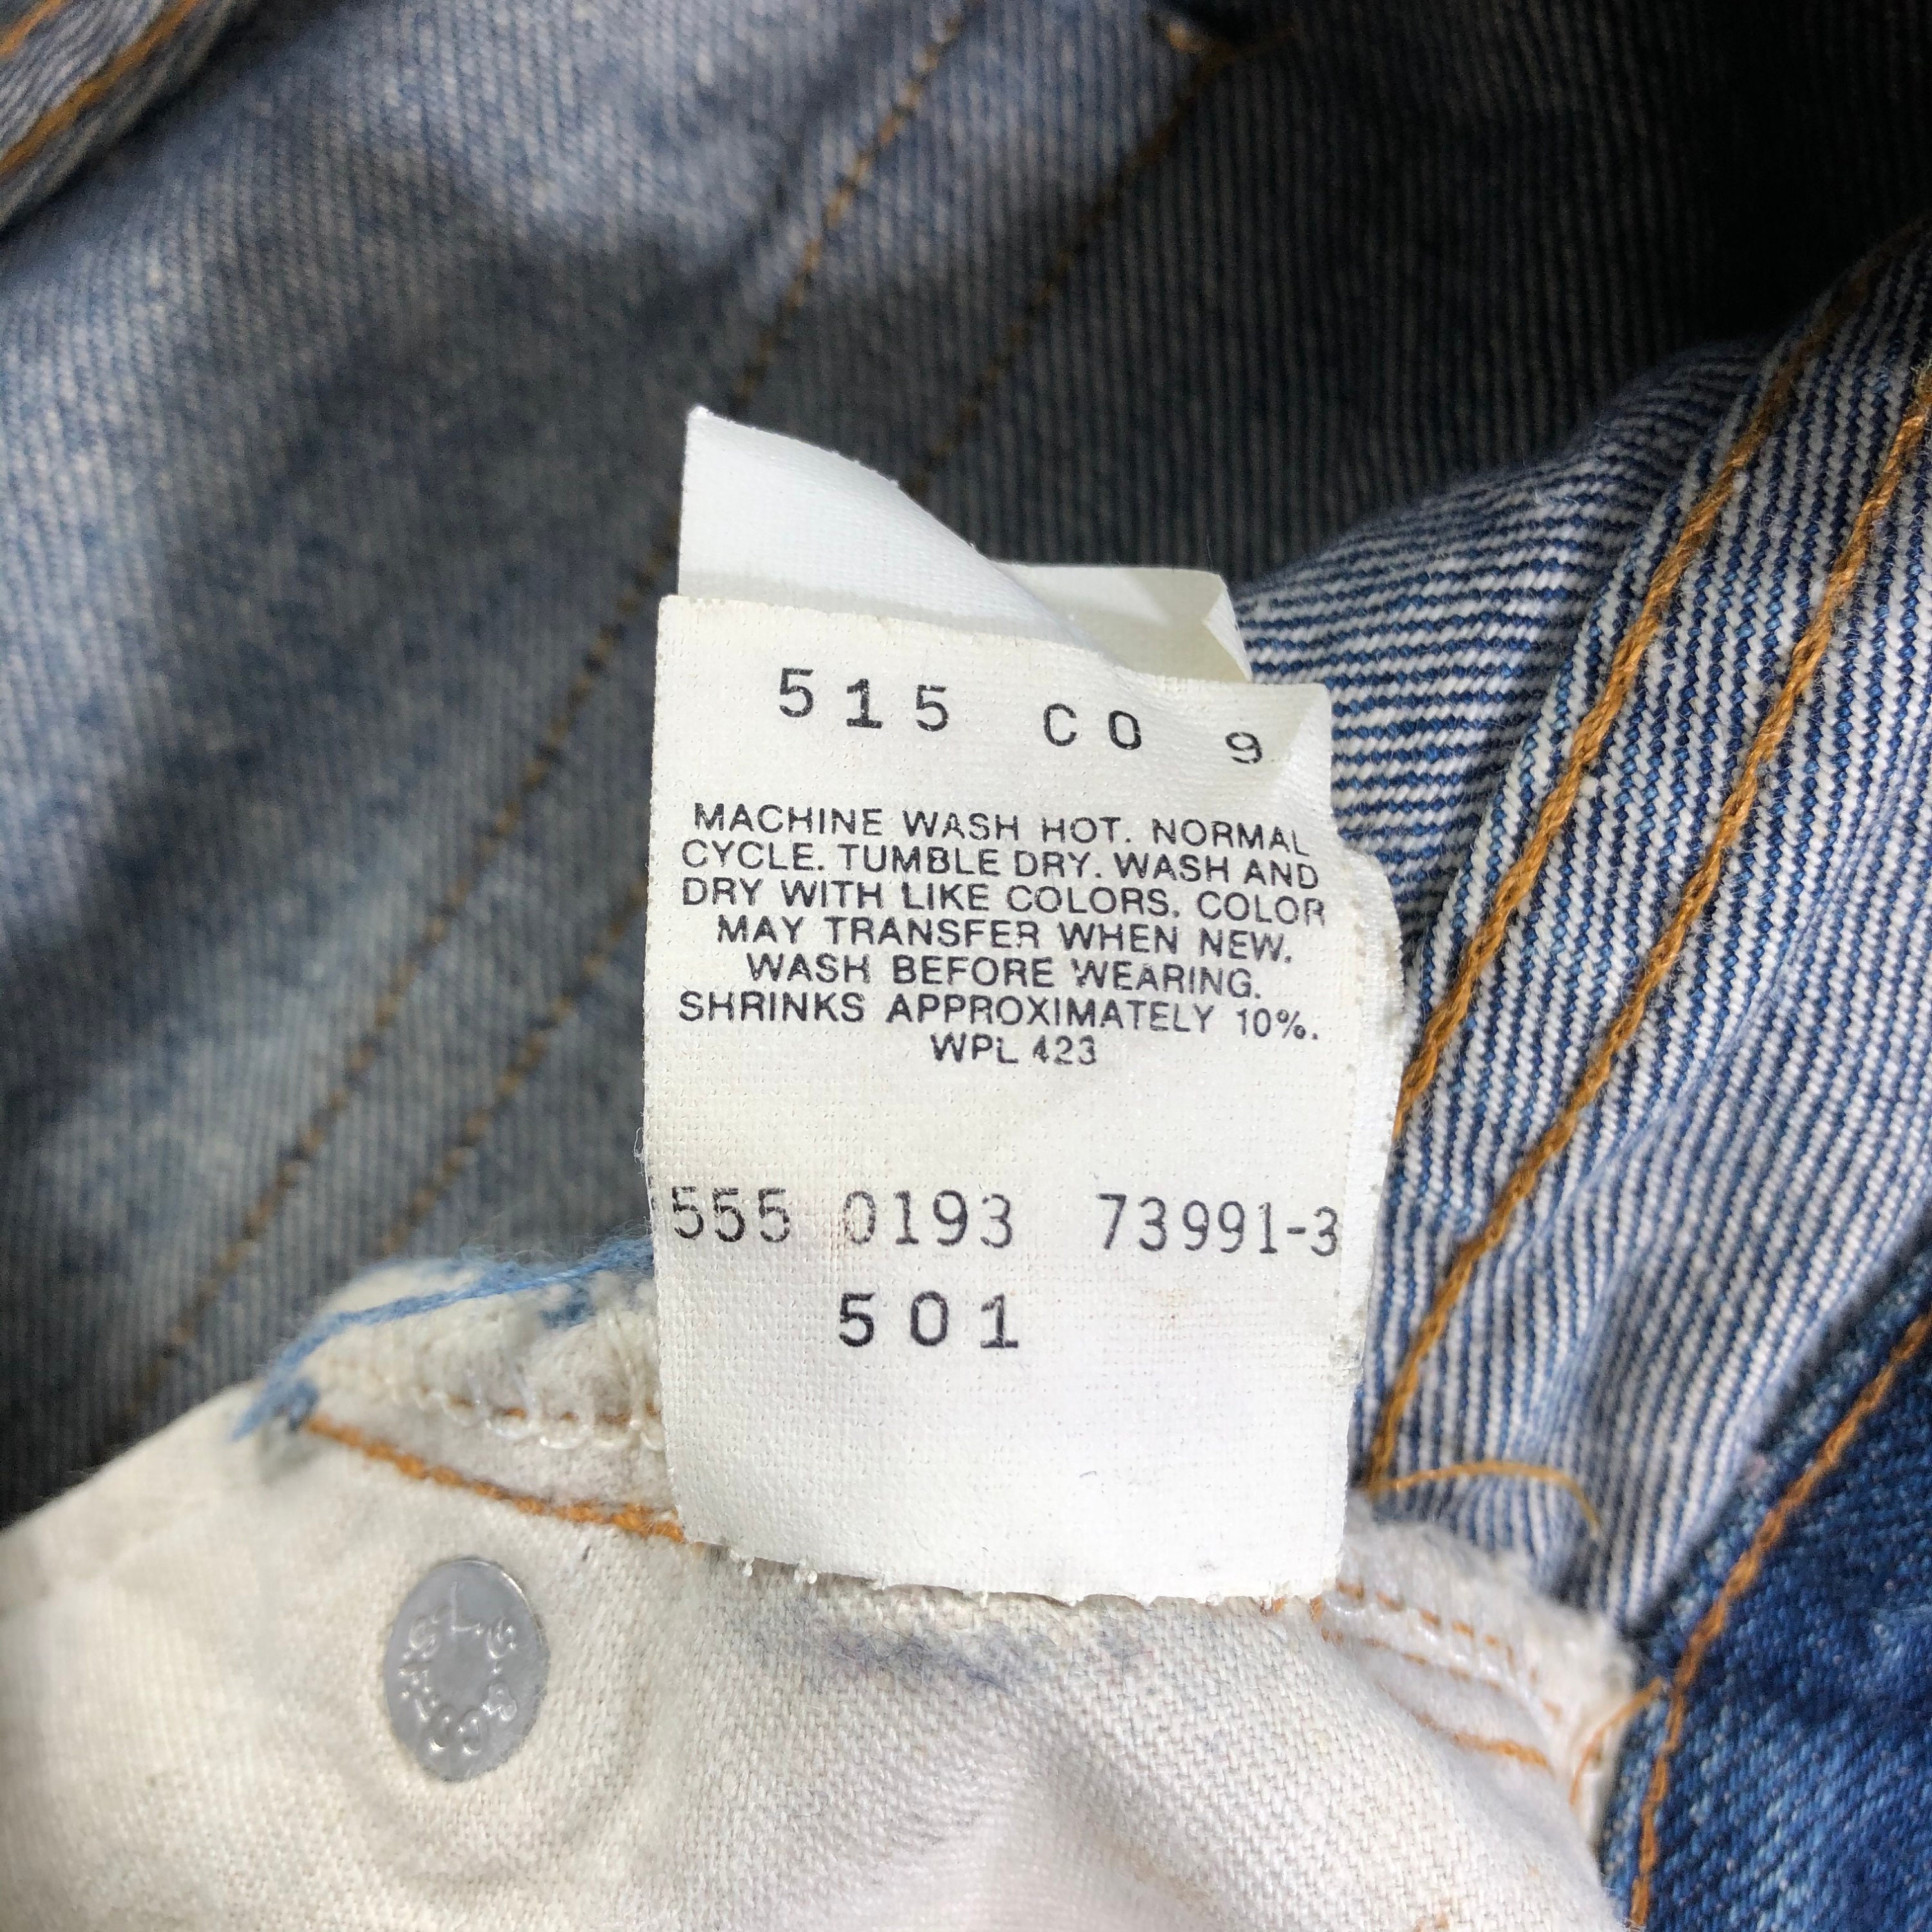 515 CO 9
MACHINE WASH HOT. NORMAL
CYCLE. TUMBLE DRY. WASH AND
DRY WITH LIKE COLORS. COLOR
MAY TRANSFER WHEN NEW.
WASH BEFORE WEARING.
SHRINKS APPROXIMATELY 10%.
WPL 423
555 0193 73991-3
501